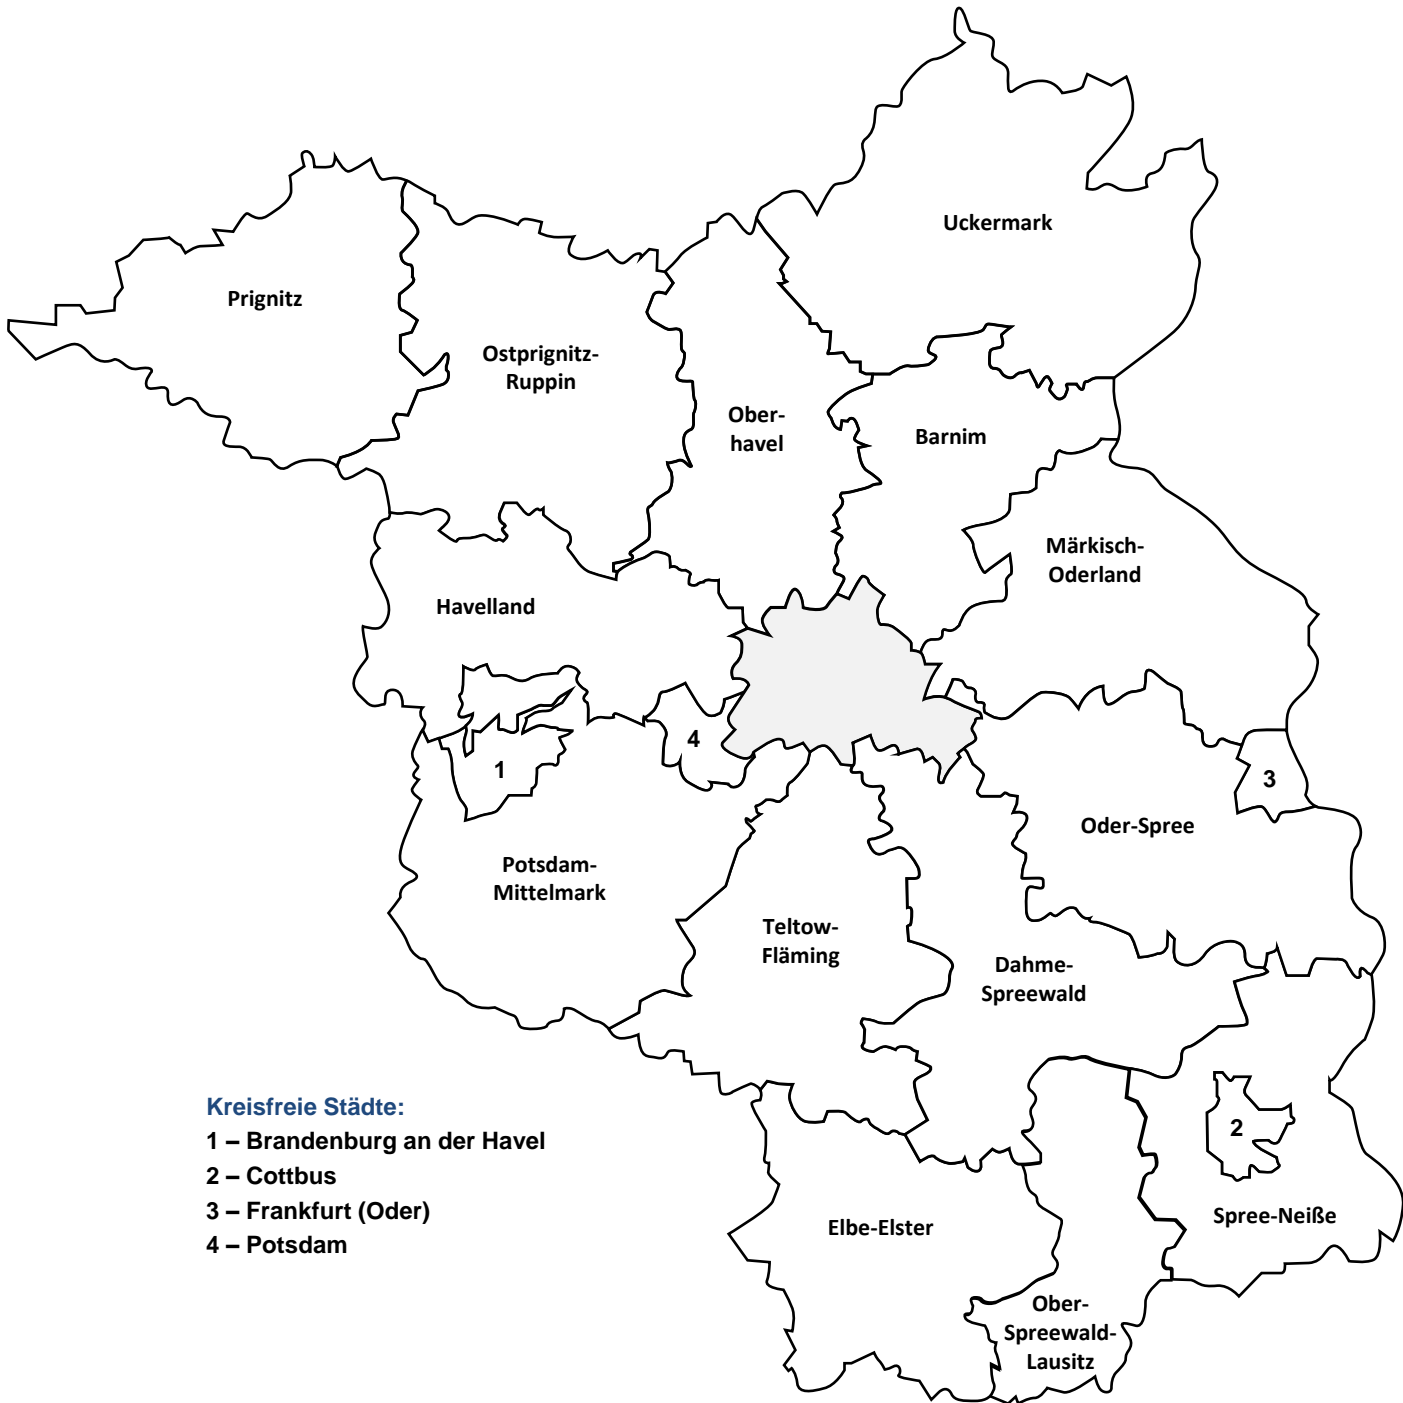 Uckermark
Prignitz
Ostprignitz-
Ruppin
Ober-
havel
Barnim
Märkisch-
Oderland
Havelland
4
1
3
Oder-Spree
Potsdam-
Mittelmark
Teltow-
Fläming
Dahme-
Spreewald
Kreisfreie Städte:
1 – Brandenburg an der Havel
2 – Cottbus
3 – Frankfurt (Oder)
4 – Potsdam
2
Spree-Neiße
Elbe-Elster
Ober-
Spreewald-
Lausitz